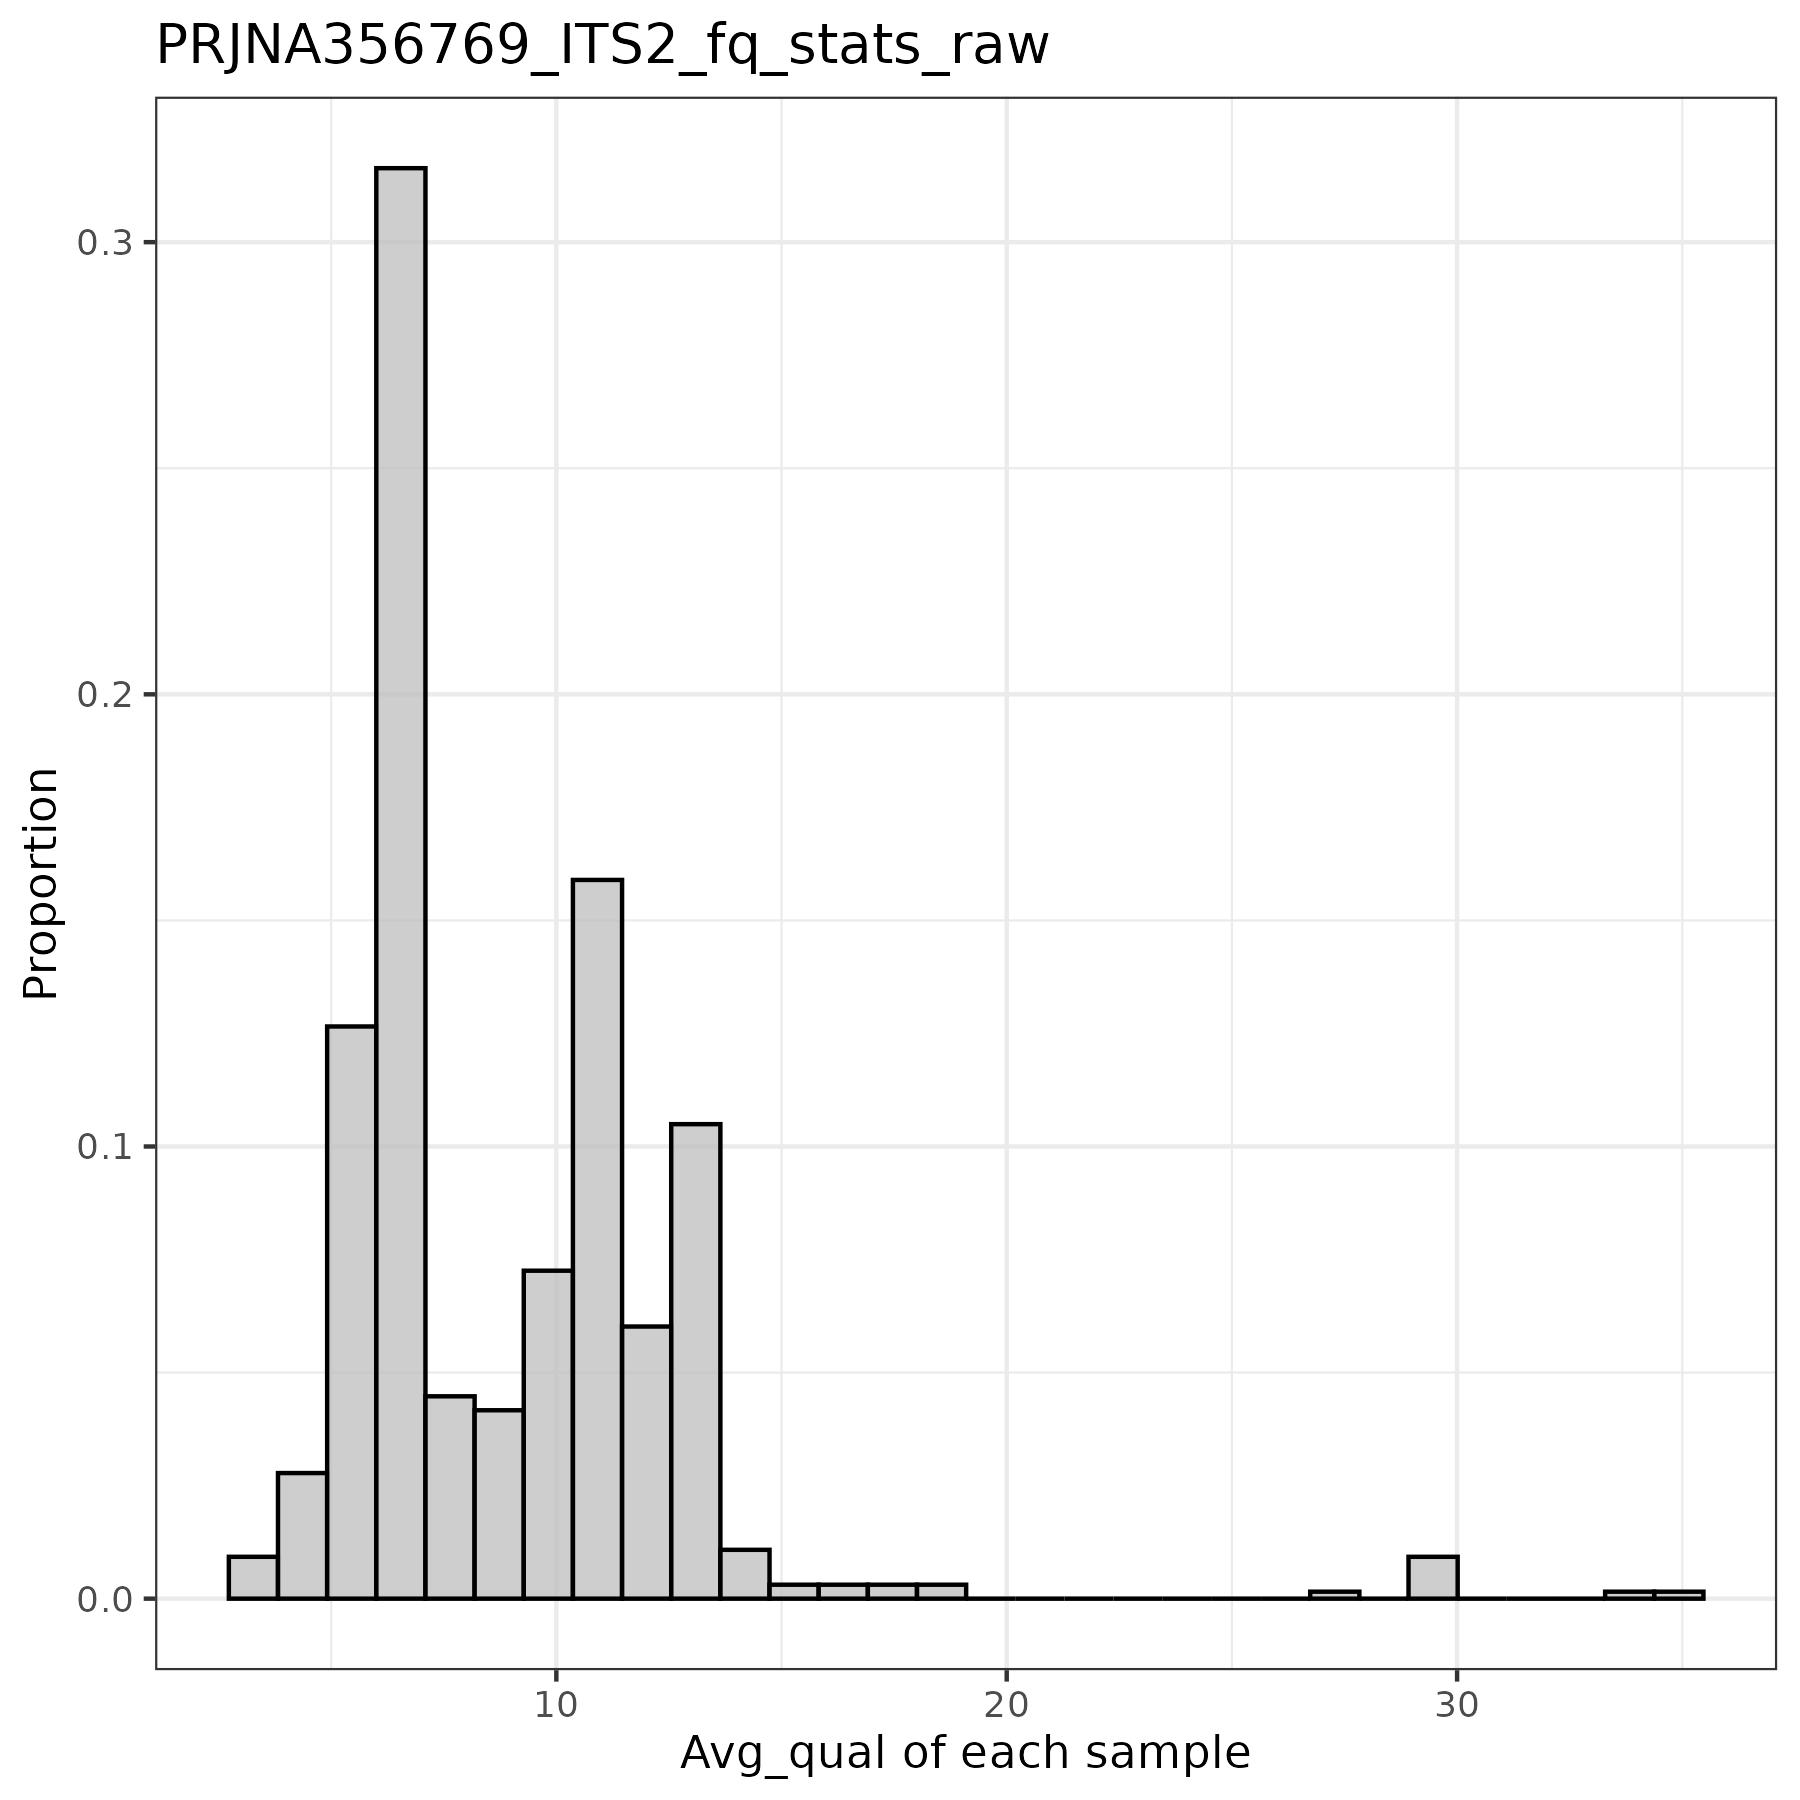 PRJNA356769_ITS2_fq_stats_raw
Proportion
0.3
0.2
0.1
0.0
10 20 30
Avg_qual of each sample